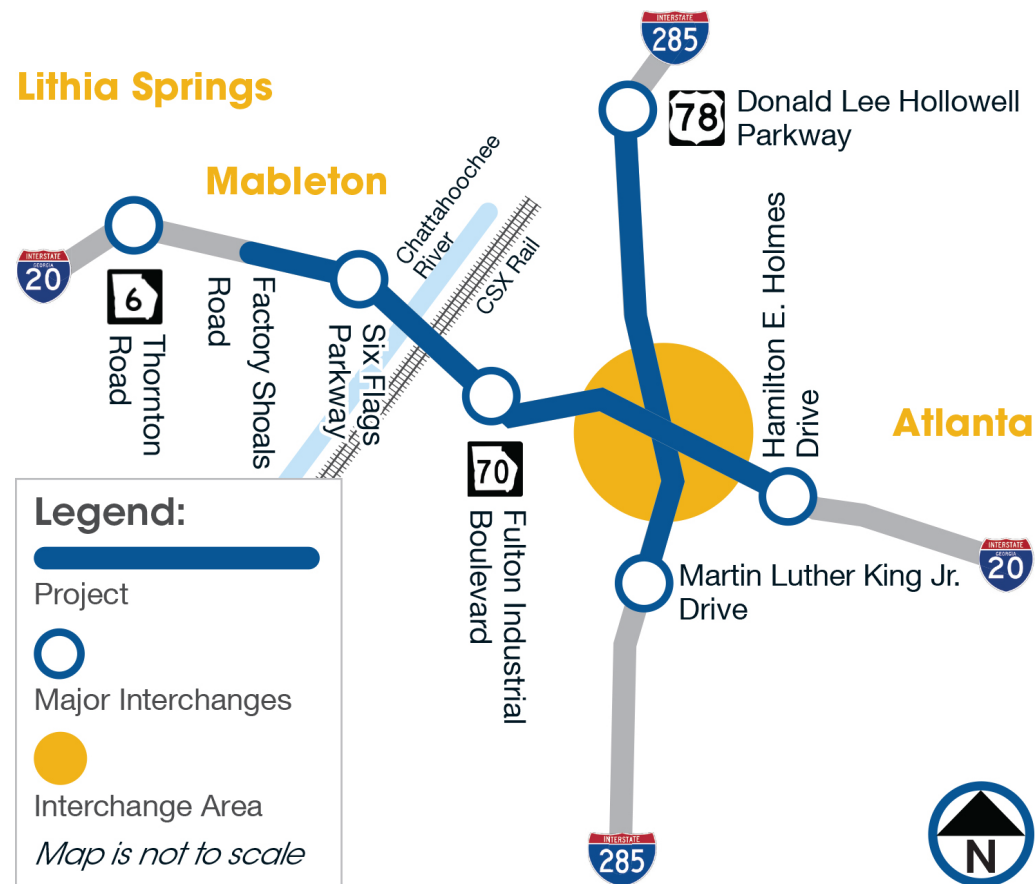 INTERSTATE
285
Lithia Springs
78
Donald Lee Hollowell
Parkway
Mableton
Chattahoochee
River
CSX Rail
INTERSTATE
GEORGIA
20
6
Thornton
Road
Factory Shoals
Road
Six Flags
Parkway
Hamilton E. Holmes
Drive
Atlanta
70
Fulton Industrial
Boulevard
INTERSTATE
GEORGIA
20
Martin Luther King Jr.
Drive
Legend:
Project
Major Interchanges
Interchange Area
Map is not to scale
INTERSTATE
285
N